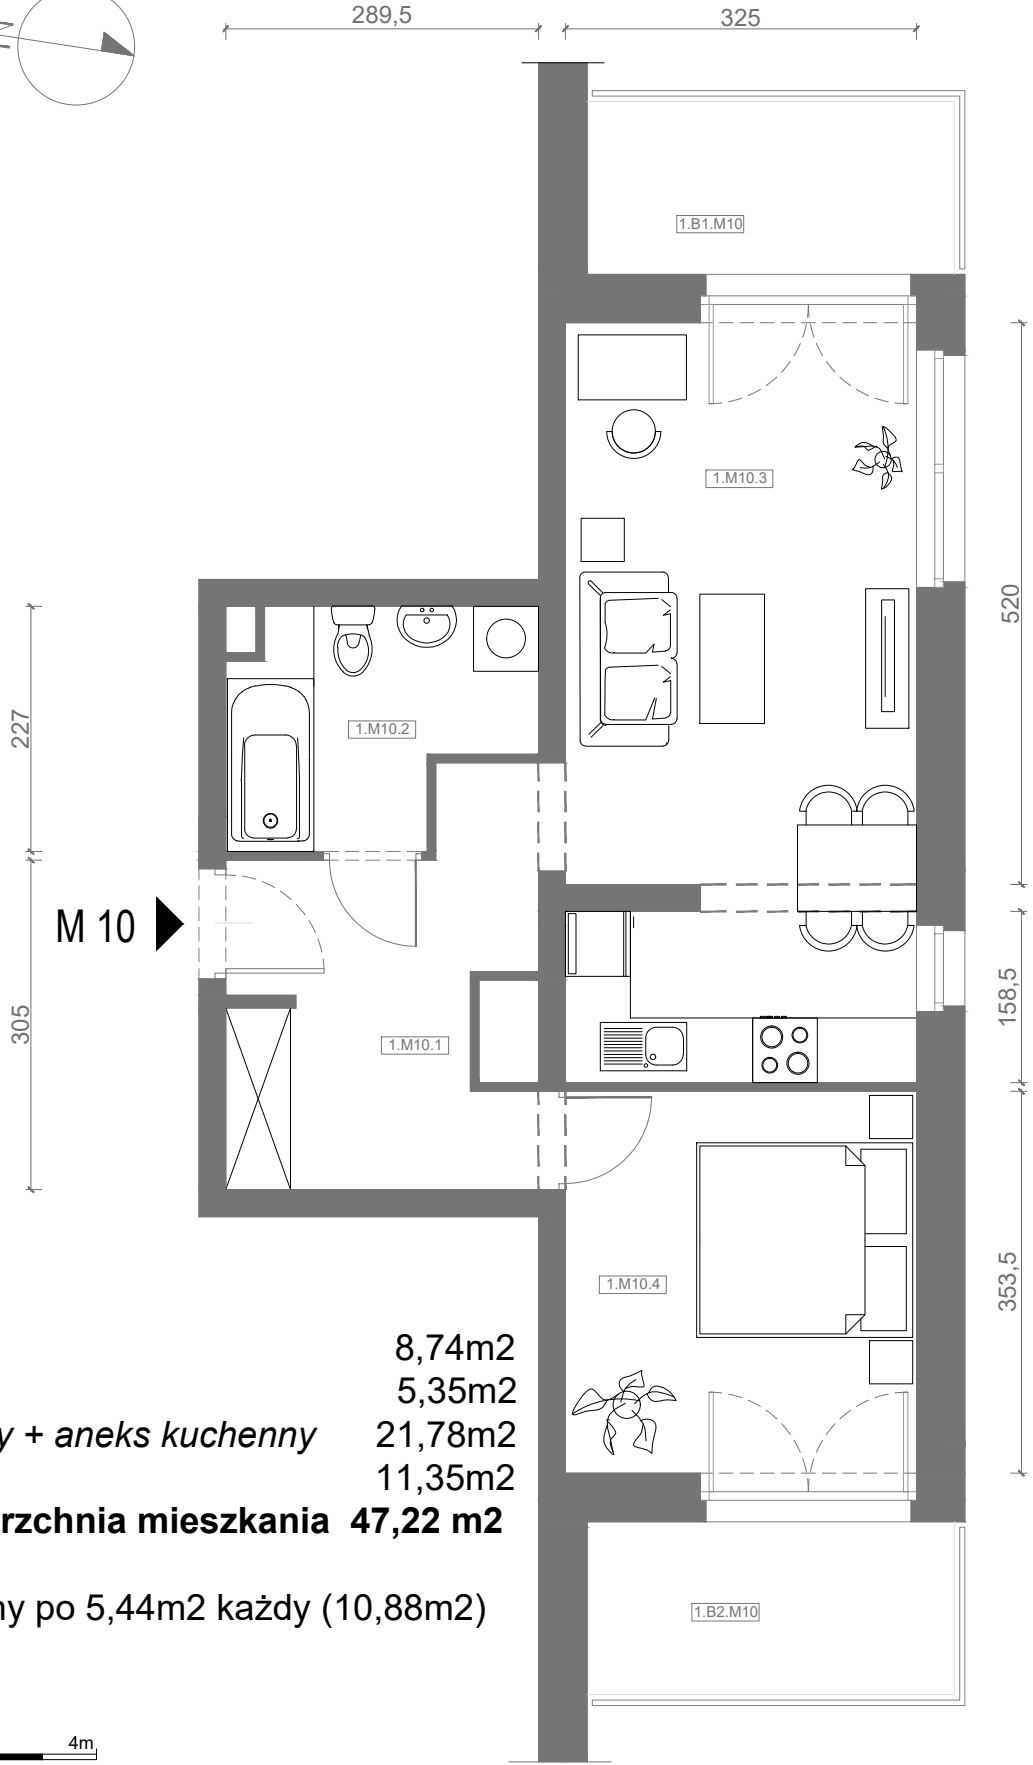 N
289,5
325
1.B1.M10
1.M10.3
520
227
1.M10.2
M 10
305
1.M10.1
158,5
353,5
1.M10.4
8,74m2
5,35m2
y + aneks kuchenny 21,78m2
11,35m2
rzchnia mieszkania 47,22 m2
ny po 5,44m2 każdy (10,88m2)
1.B2.M10
4m